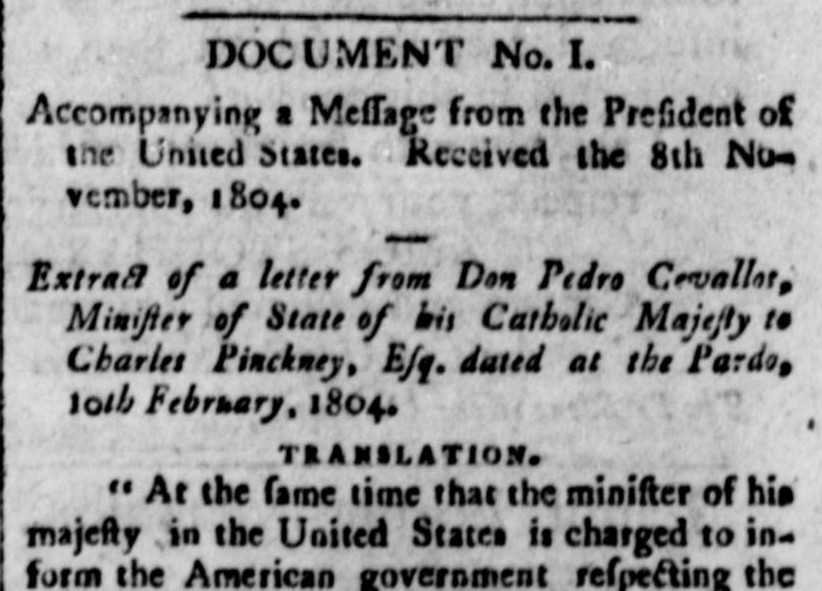 DOCUMENT No. I.
Accompanying a Meſſage from the Preſident of
the United States. Received the 8th No-
vember, 1804.
Extract of a letter from Don Pedro Cevallos,
Miniſter of State of his Catholic Majeſty to
Charles Pinckney, Eſq. dated at the Pardo,
10th February, 1804.
TRANSLATION.
“ At the ſame time that the miniſter of his
majeſty in the United States is charged to in-
form the American government reſpecting the